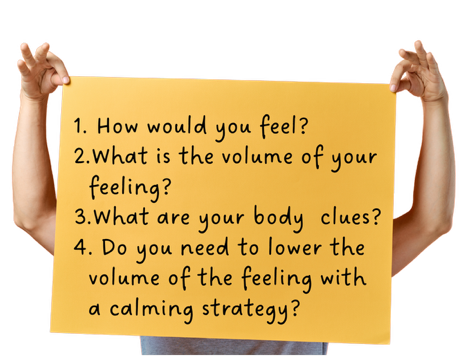 1. How would you feel?
2.What is the volume of your
feeling?
3.What are your body clues?
4. Do you need to lower the
volume of the feeling with
a calming strategy?